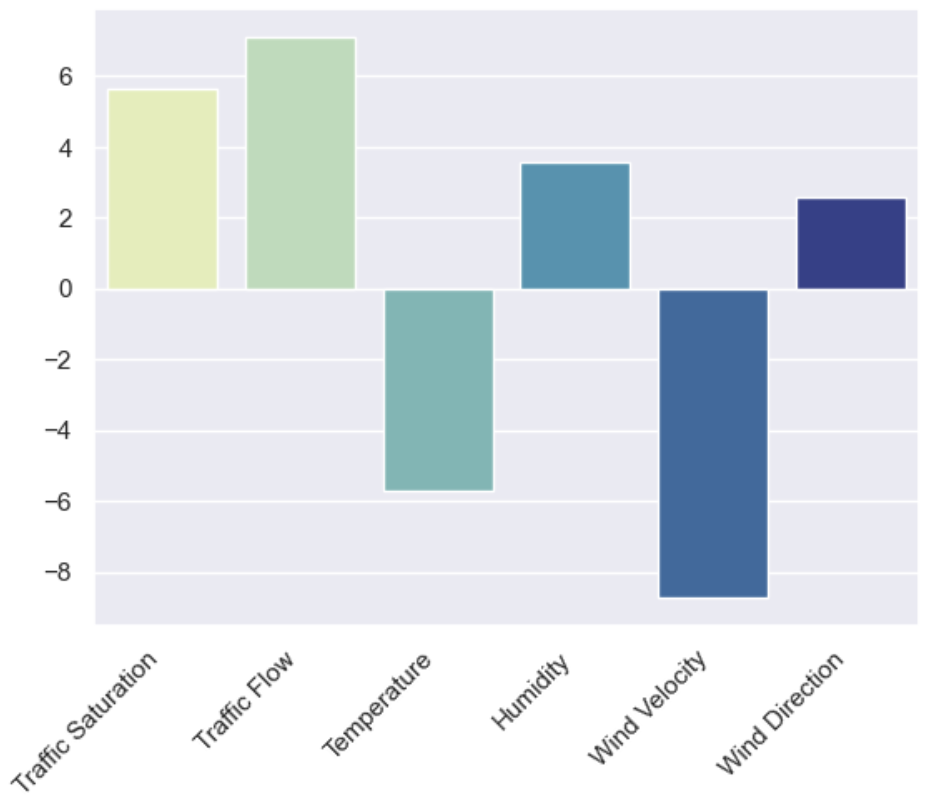 6
4
2
0
−2
−4
−6
−8
Traffic Saturation
Traffic Flow
Temperature
Humidity
Wind Velocity
Wind Direction